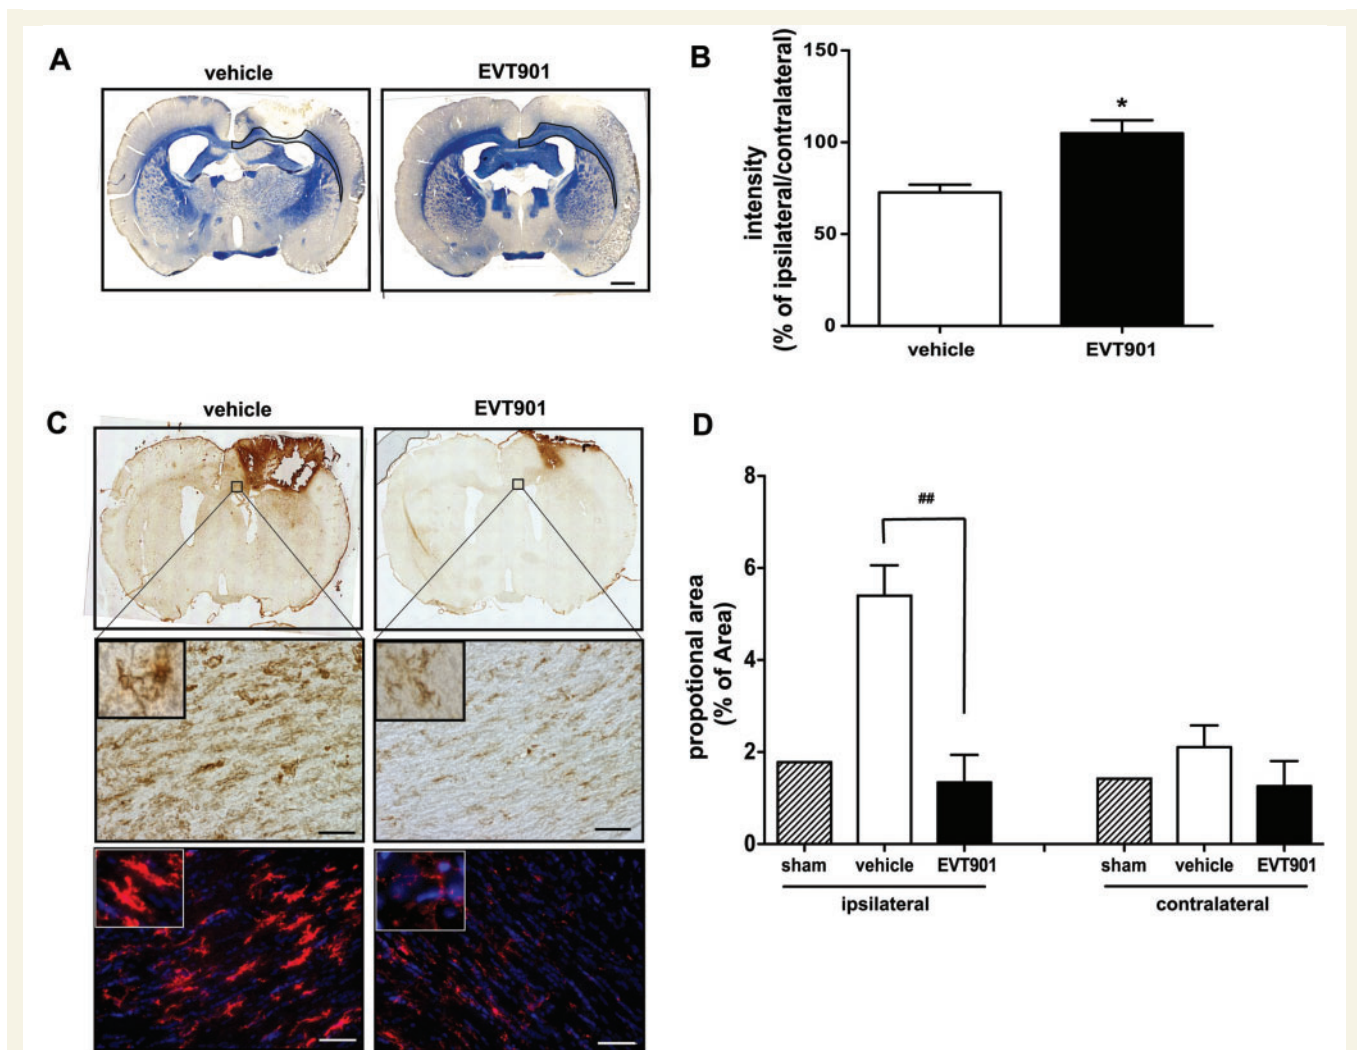 A
vehicle
EVT901
B
intensity
(% of ipsilateral/contralateral)
150
100
50
0
*
vehicle
EVT901
C
vehicle
EVT901
D
propotional area
(% of Area)
8
6
4
2
0
##
sham
vehicle
EVT901
sham
vehicle
EVT901
ipsilateral
contralateral